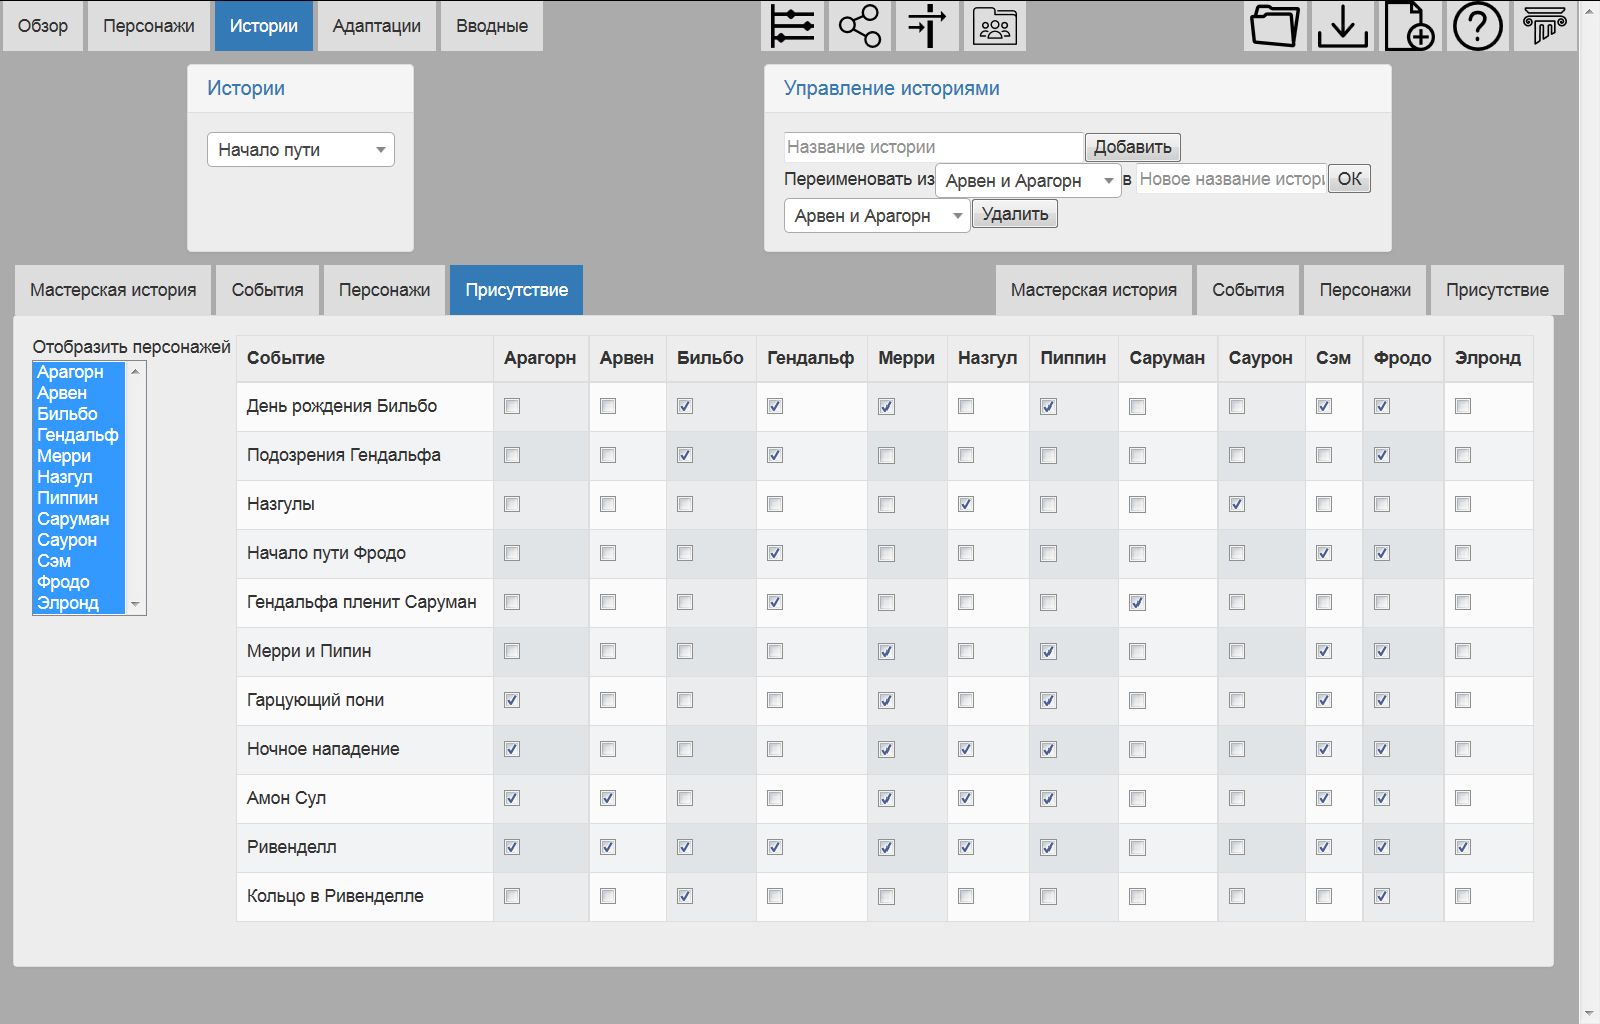 Обзор Персонажи Истории Адаптации Вводные
Истории
Начало пути
Управление историями
Название истории Добавить
Переименовать из Арвен и Арагорн в Новое название истори ОК
Арвен и Арагорн Удалить
Мастерская история События Персонажи Присутствие Мастерская история События Персонажи Присутствие
Отобразить персонажей
Арагорн
Арвен
Бильбо
Гендальф
Мерри
Назгул
Пиппин
Саруман
Саурон
Сэм
Фродо
Элронд
Событие Арагорн Арвен Бильбо Гендальф Мерри Назгул Пиппин Саруман Саурон Сэм Фродо Элронд
День рождения Бильбо
Подозрения Гендальфа
Назгулы
Начало пути Фродо
Гендальфа пленит Саруман
Мерри и Пипин
Гарцующий пони
Ночное нападение
Амон Сул
Ривенделл
Кольцо в Ривенделле